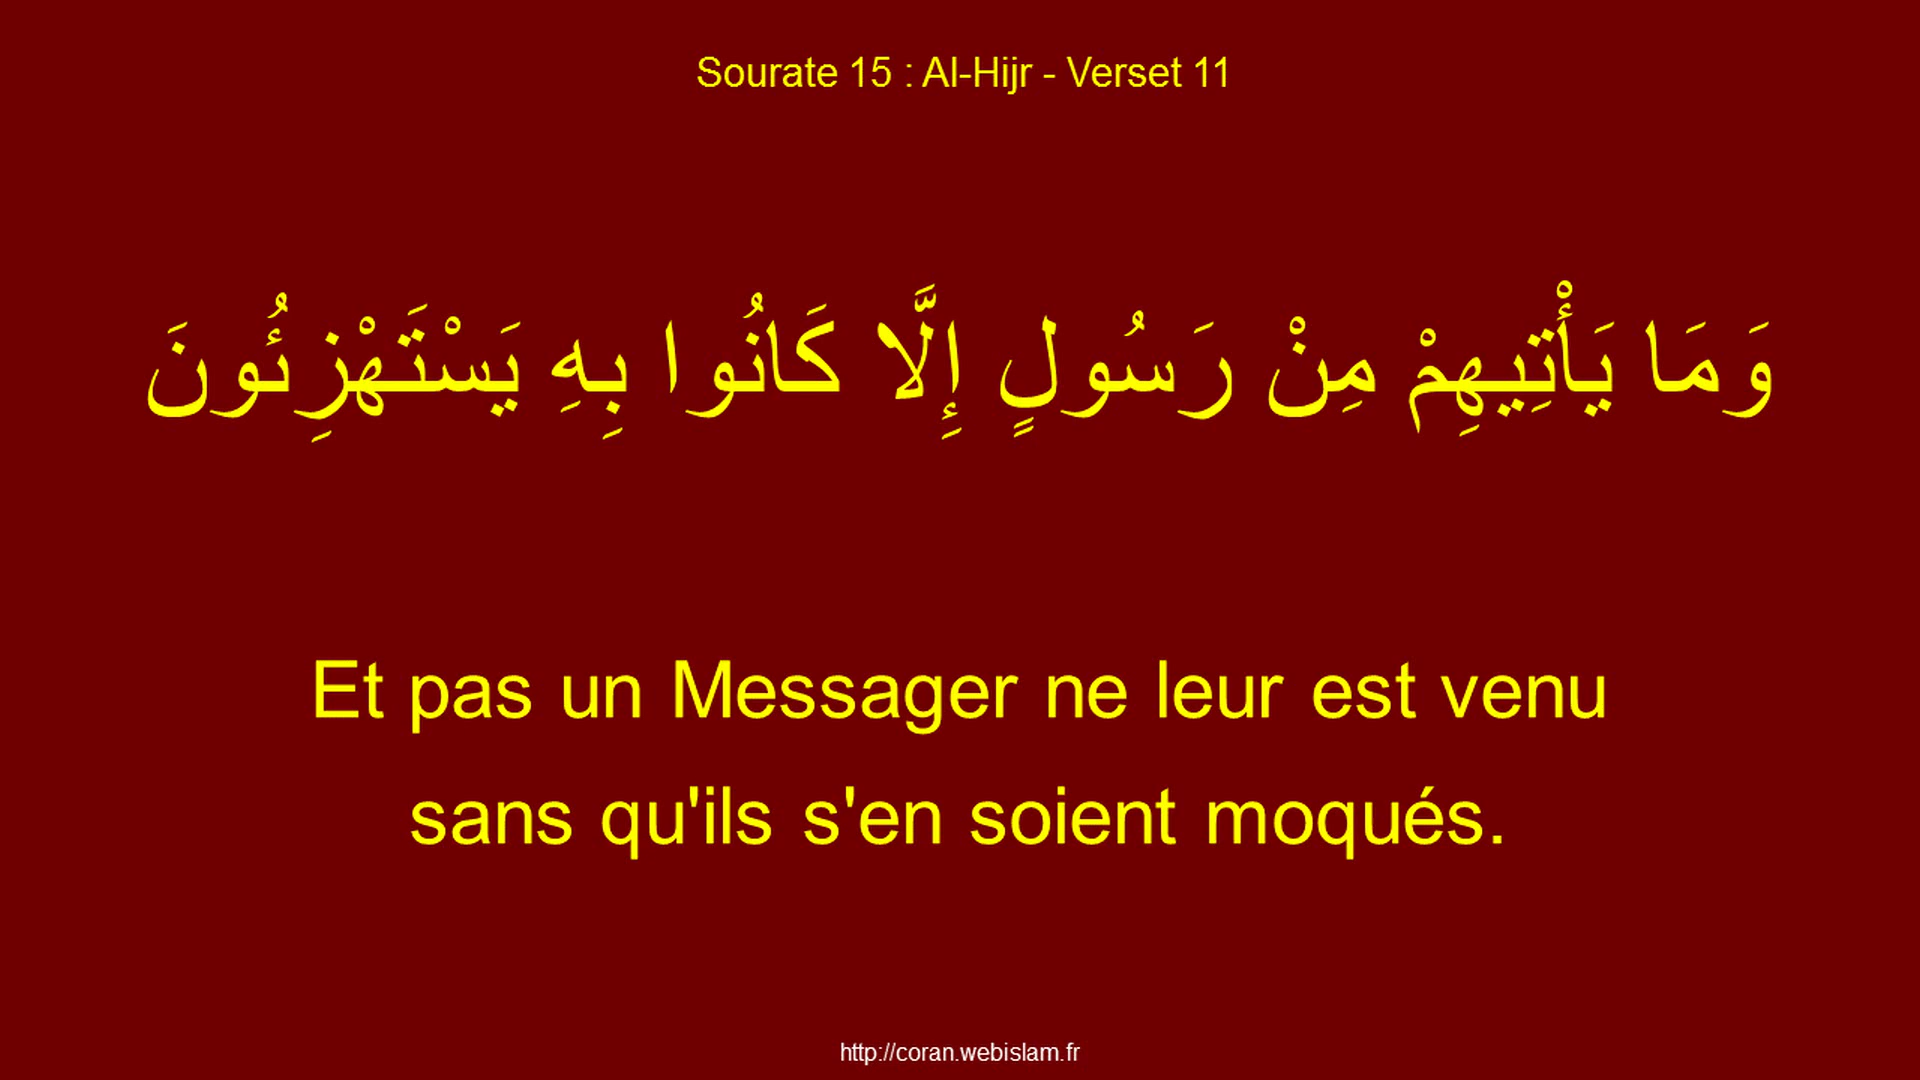 Sourate 15 : Al-Hijr - Verset 11
وَمَا يَأْتِيهِمْ مِنْ رَسُولٍ إِلَّا كَانُوا بِهِ يَسْتَهْزِئُونَ
Et pas un Messager ne leur est venu
sans qu'ils s'en soient moqués.
http://coran.webislam.fr